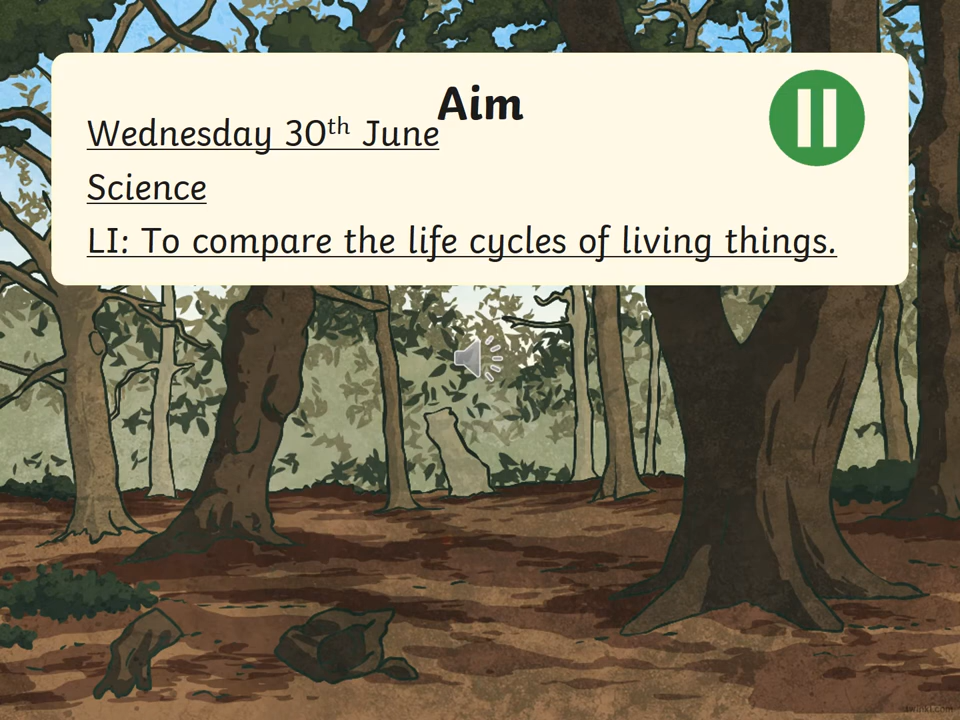 Aim
Wednesday 30th June
Science
LI: To compare the life cycles of living things.